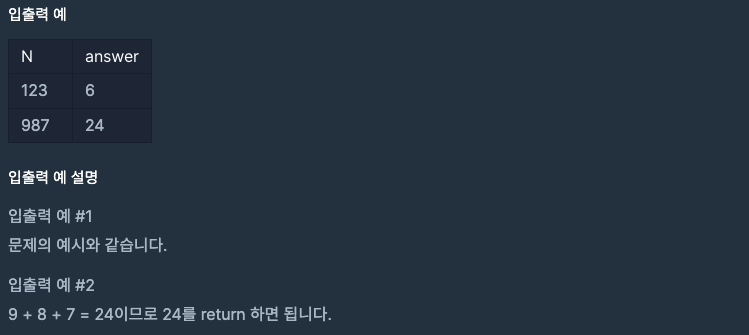 입출력 예
N answer
123 6
987 24
입출력 예 설명
입출력 예 #1
문제의 예시와 같습니다.
입출력 예 #2
9 + 8 + 7 = 24이므로 24를 return 하면 됩니다.